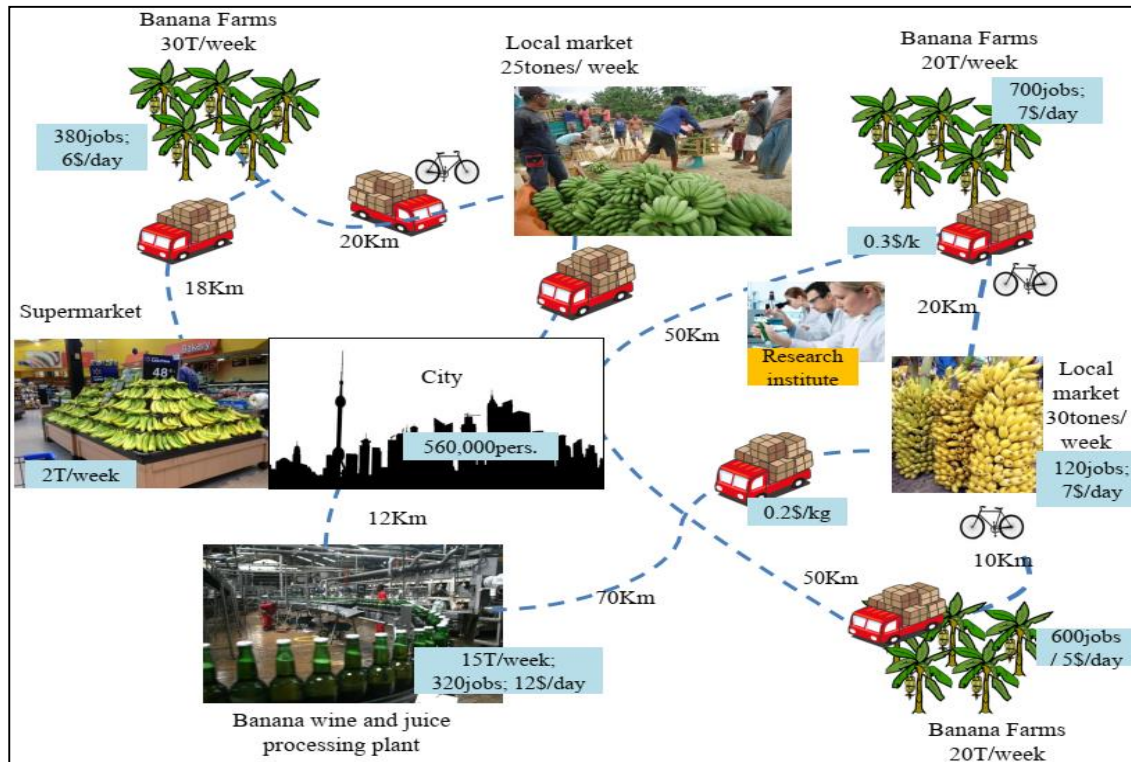 Banana Farms
30T/week
380jobs;
6$/day
Local market
25tones/ week
Banana Farms
20T/week
700jobs;
7$/day
20Km
0.3$/k
18Km
20Km
Supermarket
50Km
Research
institute
City
560,000pers.
48
2T/week
Local
market
30tones/
week
120jobs;
7$/day
0.2$/kg
12Km
10Km
50Km
70Km
15T/week;
320jobs; 12$/day
600jobs
/ 5$/day
Banana wine and juice
processing plant
Banana Farms
20T/week